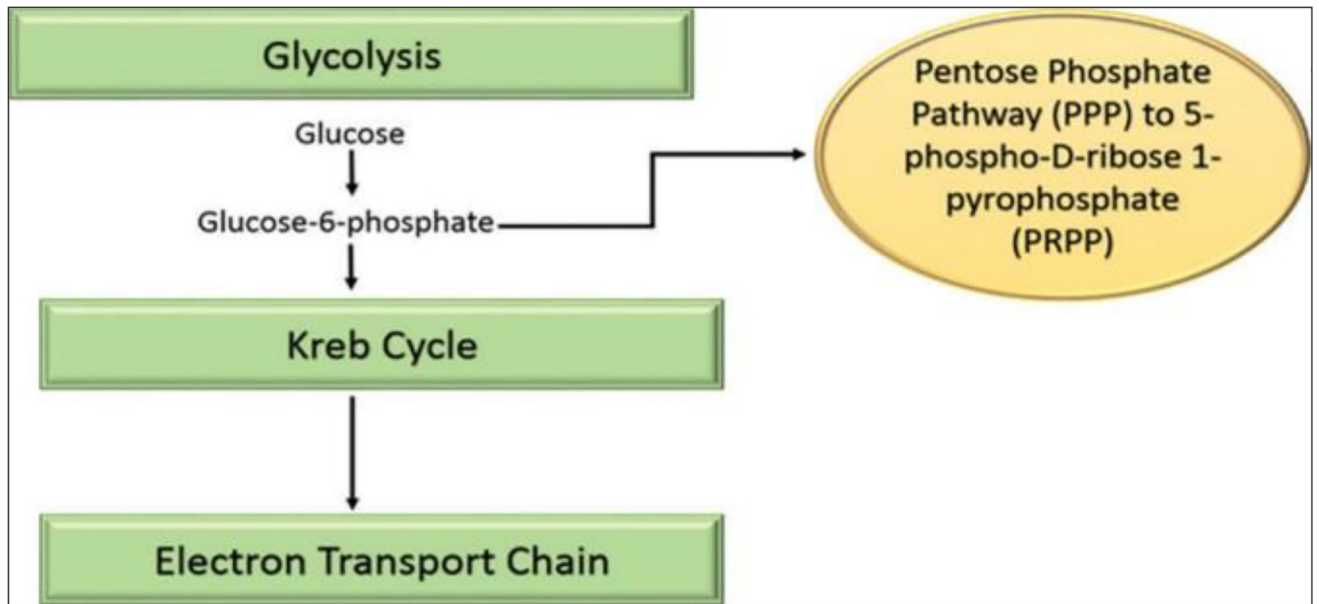 Glycolysis
Glucose
Glucose-6-phosphate
Kreb Cycle
Electron Transport Chain
Pentose Phosphate
Pathway (PPP) to 5-
phospho-D-ribose 1-
pyrophosphate
(PRPP)